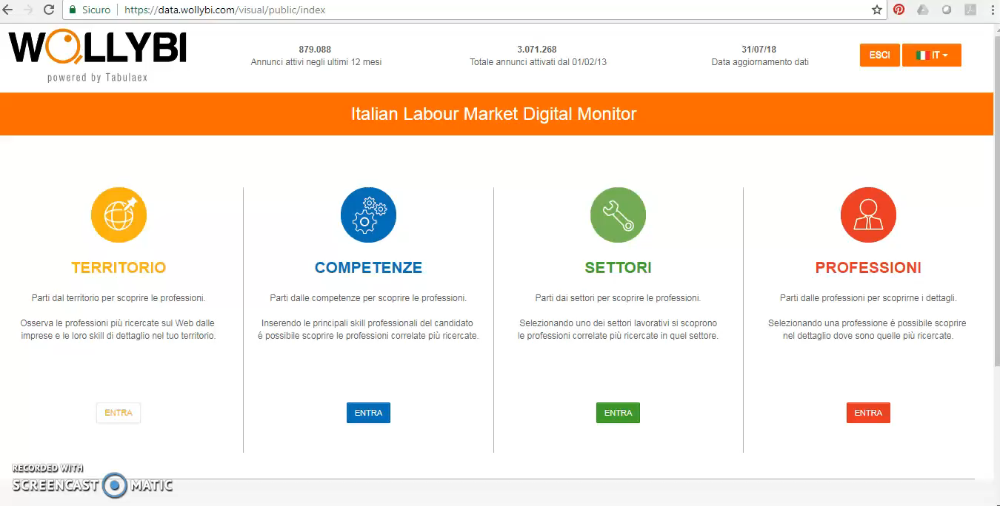 Sicuro
https://data.wollybi.com/visual/public/index
WOLLYBI
powered by Tabulaex
879.088
Annunci attivi negli ultimi 12 mesi
3.071.268
Totale annunci attivati dal 01/02/13
31/07/18
Data aggiornamento dati
ESCI
IT
Italian Labour Market Digital Monitor
TERRITORIO
Parti dal territorio per scoprire le professioni.
Osserva le professioni più ricercate sul Web dalle
imprese e le loro skill di dettaglio nel tuo territorio.
ENTRA
COMPETENZE
Parti dalle competenze per scoprire le professioni.
Inserendo le principali skill professionali del candidato
é possibile scoprire le professioni correlate più ricercate.
ENTRA
SETTORI
Parti dai settori per scoprire le professioni.
Selezionando uno dei settori lavorativi si scoprono
le professioni correlate più ricercate in quel settore.
ENTRA
PROFESSIONI
Parti dalle professioni per scoprirne i dettagli.
Selezionando una professione é possibile scoprire
nel dettaglio dove sono quelle più ricercate.
ENTRA
RECORDED WITH
SCREENCAST MATIC